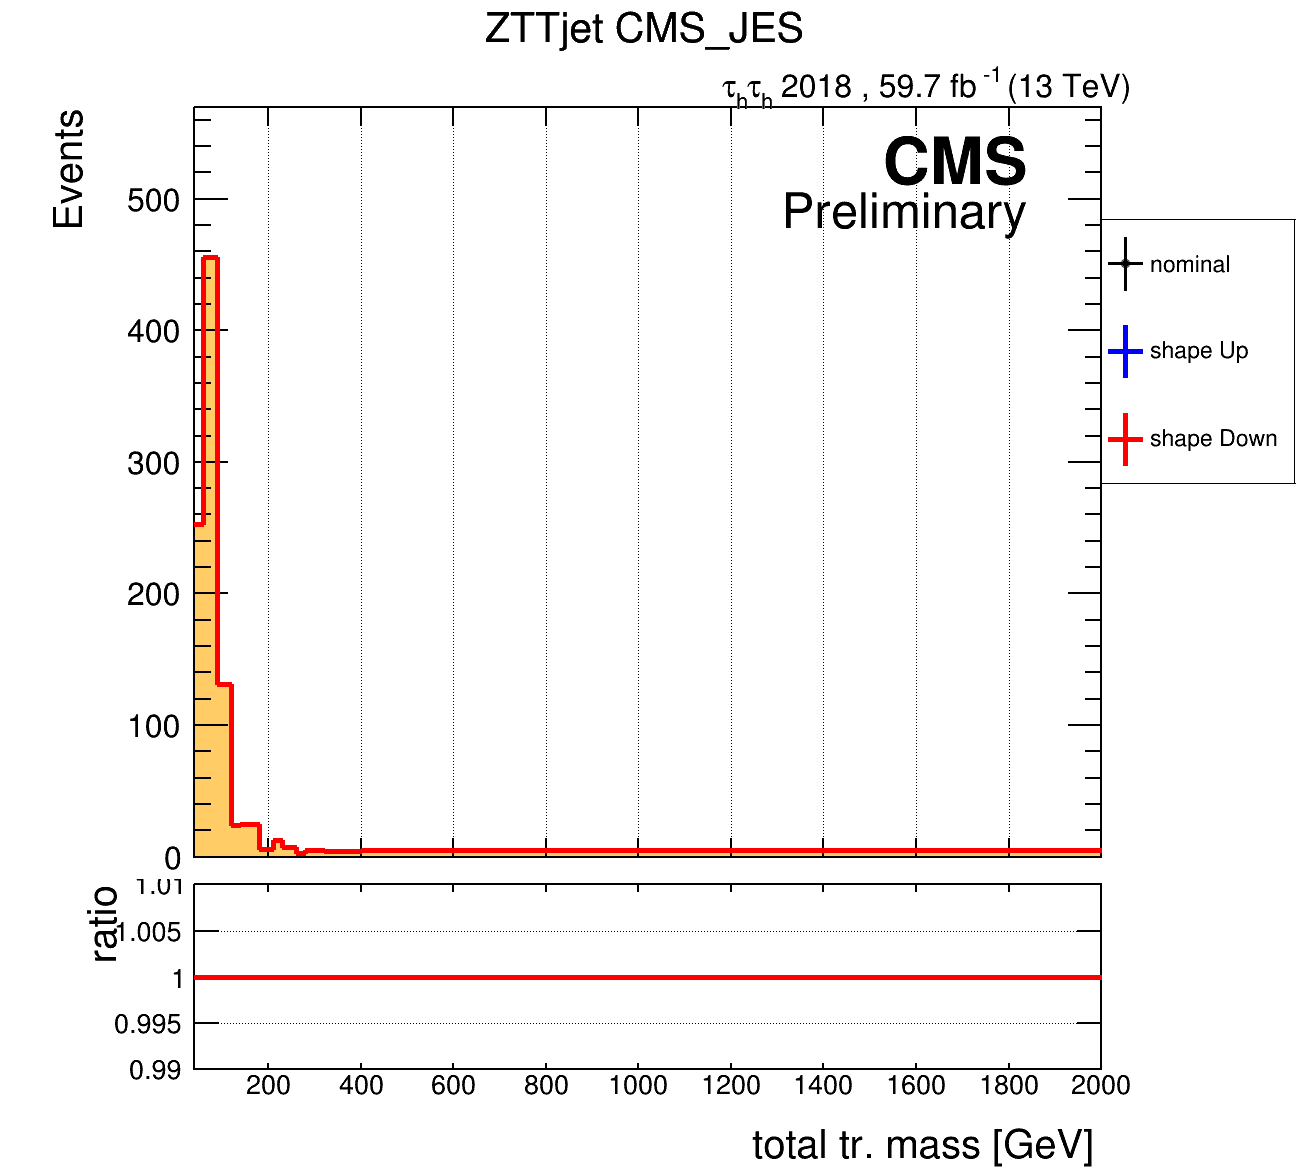 ZTTjet CMS_JES
τhτh 2018 , 59.7 fb-1 (13 TeV)
Events
CMS
Preliminary
500
400
300
200
100
0
nominal
shape Up
shape Down
ratio
1.01
1.005
1
0.995
0.99
200 400 600 800 1000 1200 1400 1600 1800 2000
total tr. mass [GeV]